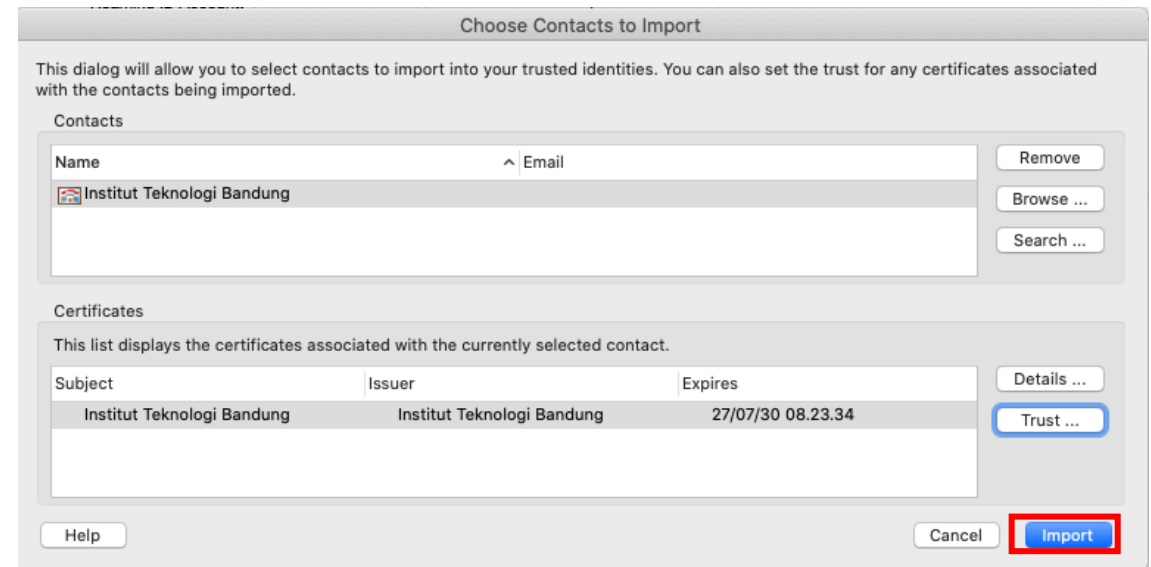 Choose Contacts to Import
This dialog will allow you to select contacts to import into your trusted identities. You can also set the trust for any certificates associated
with the contacts being imported.
Contacts
Name Email
Institut Teknologi Bandung
Remove
Browse ...
Search ...
Certificates
This list displays the certificates associated with the currently selected contact.
Subject Issuer Expires
Institut Teknologi Bandung Institut Teknologi Bandung 27/07/30 08.23.34
Details ...
Trust ...
Help Cancel Import